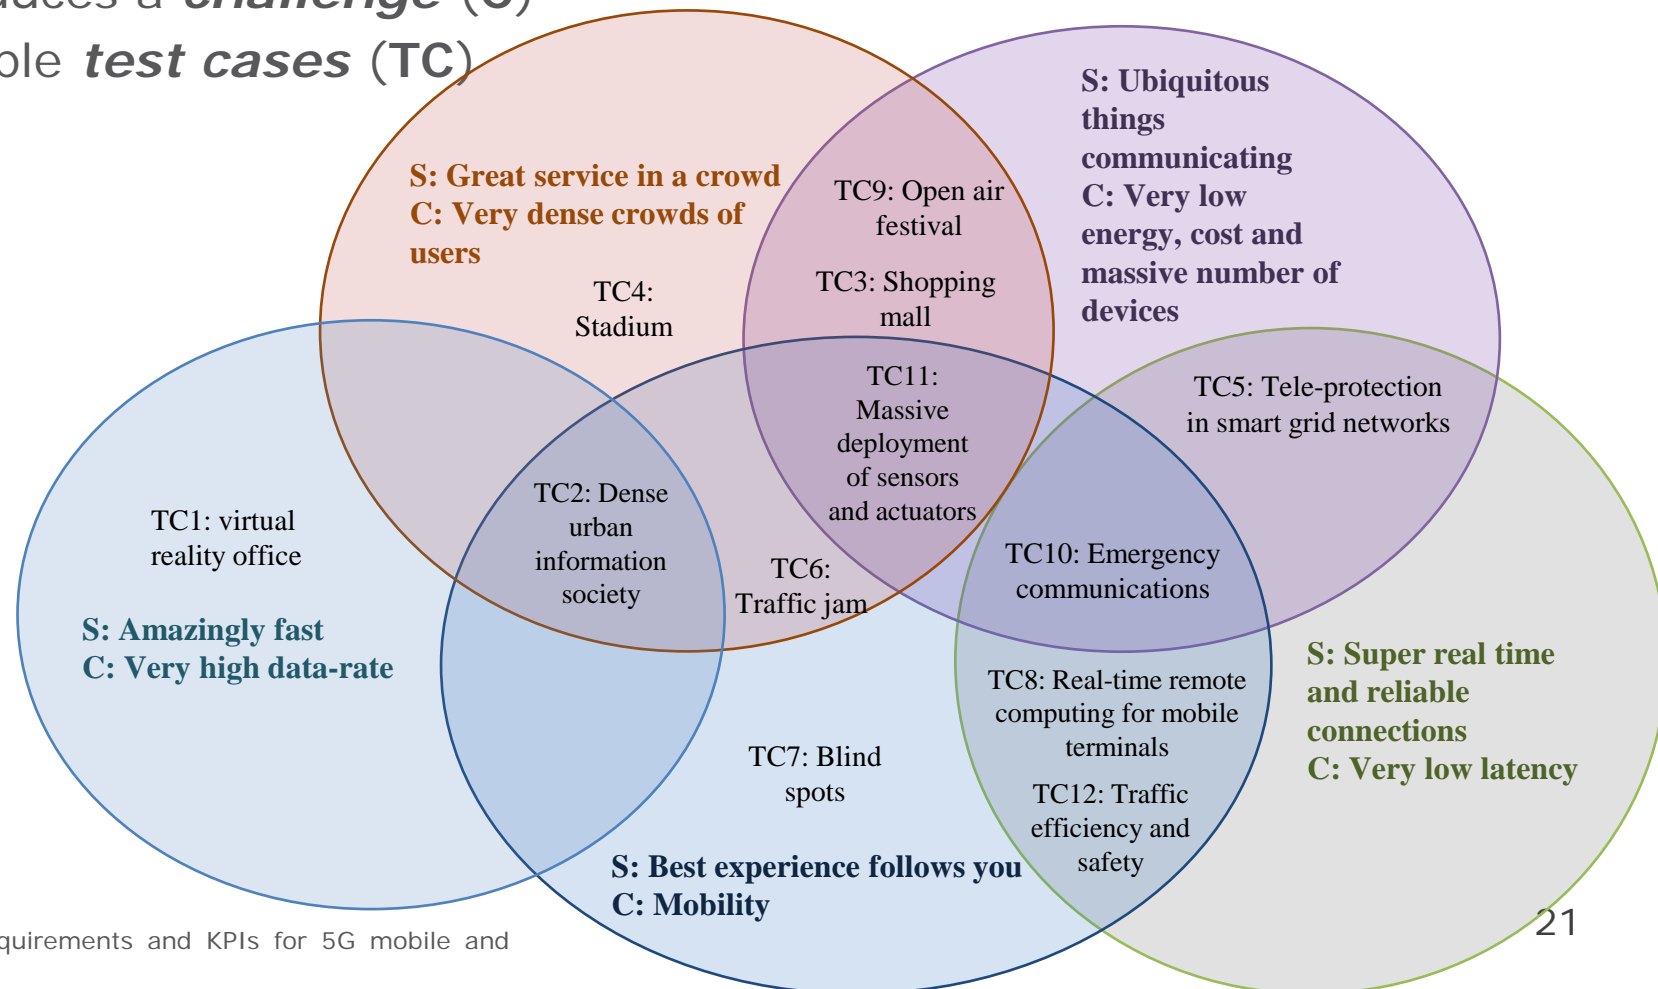 challenge (C)
test cases (TC)
S: Great service in a crowd
C: Very dense crowds of
users
TC4:
Stadium
TC9: Open air
festival
TC3: Shopping
mall
S: Ubiquitous
things
communicating
C: Very low
energy, cost and
massive number of
devices
TC11:
Massive
deployment
of sensors
and actuators
TC5: Tele-protection
in smart grid networks
TC1: virtual
reality office
S: Amazingly fast
C: Very high data-rate
TC2: Dense
urban
information
society
TC6:
Traffic jam
TC10: Emergency
communications
TC8: Real-time remote
computing for mobile
terminals
TC12: Traffic
efficiency and
safety
S: Super real time
and reliable
connections
C: Very low latency
TC7: Blind
spots
S: Best experience follows you
C: Mobility
and KPIs for 5G mobile and
21